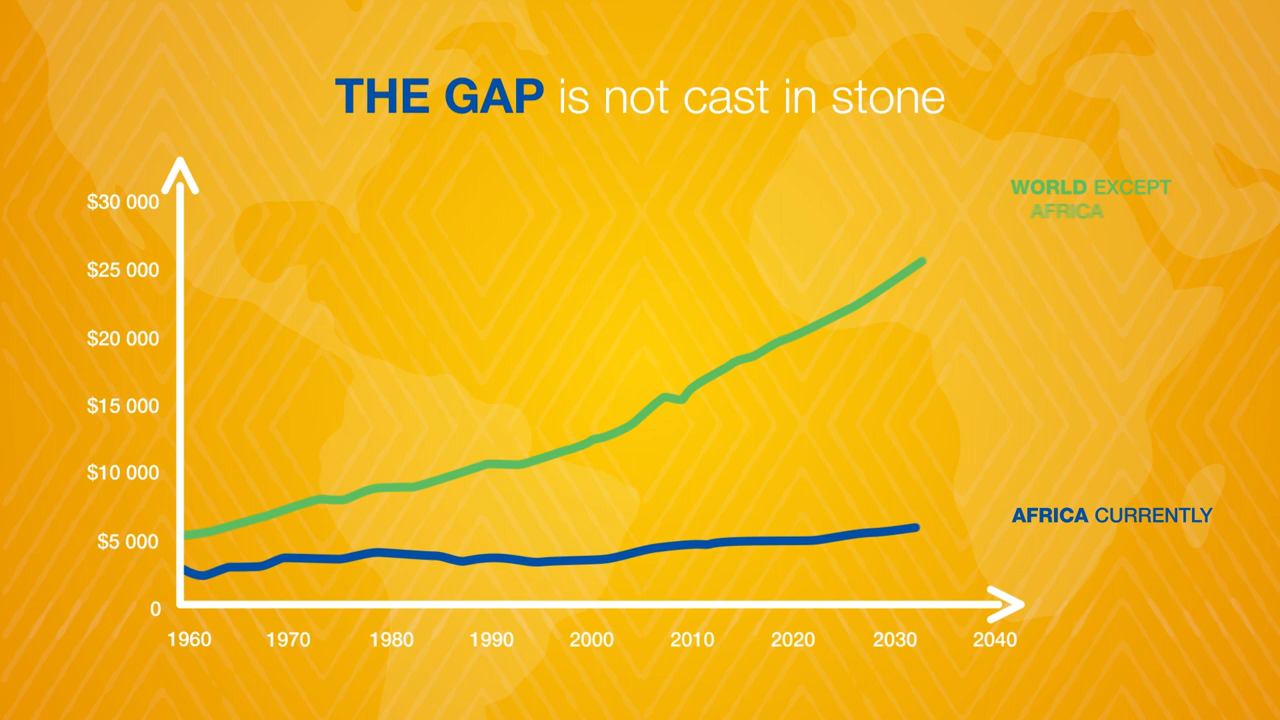 THE GAP is not cast in stone
$30 000
$25 000
$20 000
$15 000
$10 000
$5 000
0
1960 1970 1980 1990 2000 2010 2020 2030 2040
WORLD EXCEPT
AFRICA
AFRICA CURRENTLY